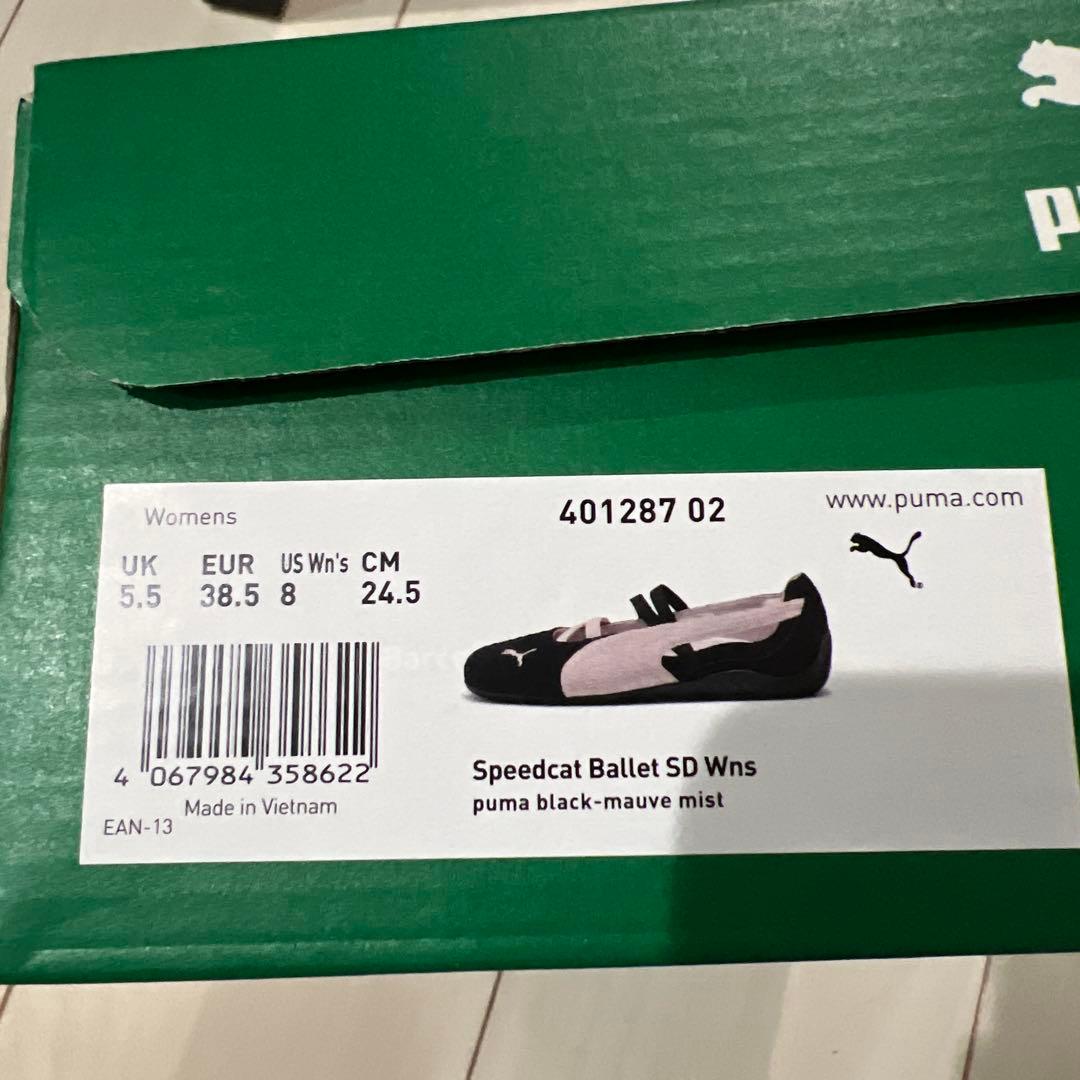 Womens
401287 02
www.puma.com
UK EUR US Wn's CM
5.5 38.5 8 24.5
4 067984 358622
Made in Vietnam
EAN-13
Speedcat Ballet SD Wns
puma black-mauve mist